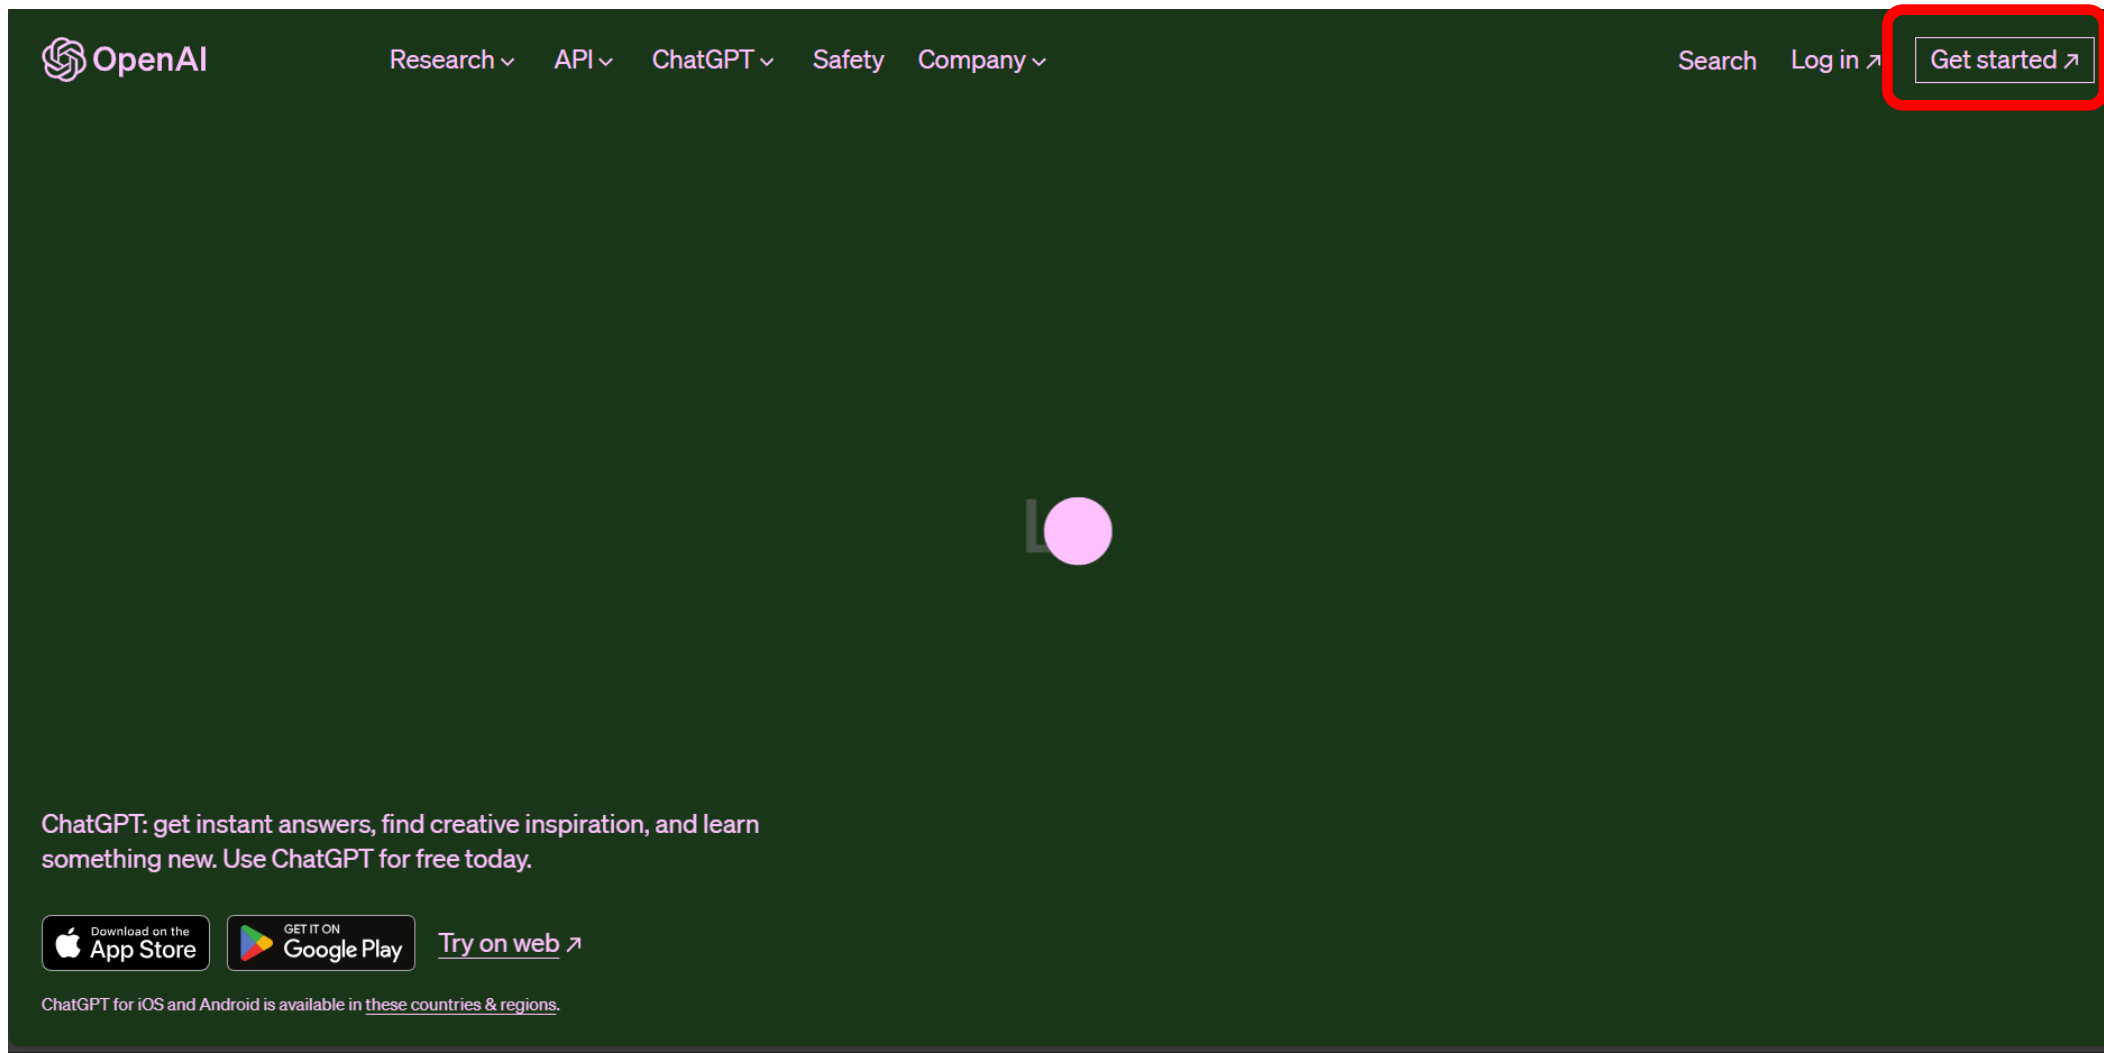 OpenAI
Research API ChatGPT Safety Company
Search Log in Get started
L
ChatGPT: get instant answers, find creative inspiration, and learn
something new. Use ChatGPT for free today.
Download on the
App Store
GET IT ON
Google Play
Try on web
ChatGPT for iOS and Android is available in these countries & regions.